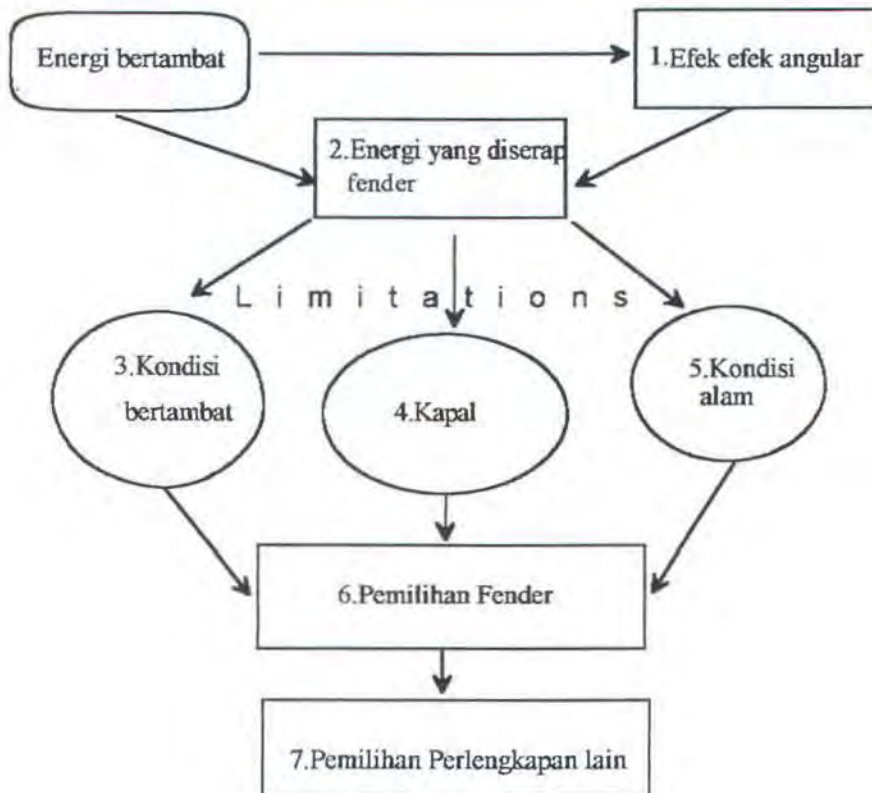 Energi bertambat
1.Efek efek angular
2.Energi yang diserap
fender
Limitations
3.Kondisi
bertambat
4.Kapal
5.Kondisi
alam
6.Pemilihan Fender
7.Pemilihan Perlengkapan lain